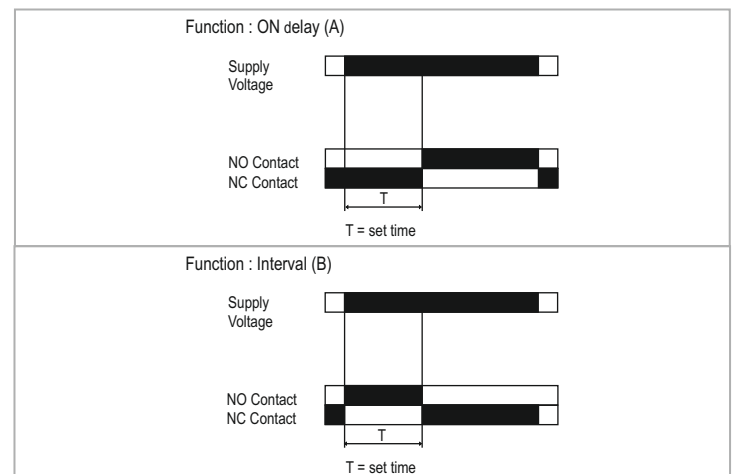 Function : ON delay (A)
Supply
Voltage
NO Contact
NC Contact
T
T = set time
Function : Interval (B)
Supply
Voltage
NO Contact
NC Contact
T
T = set time